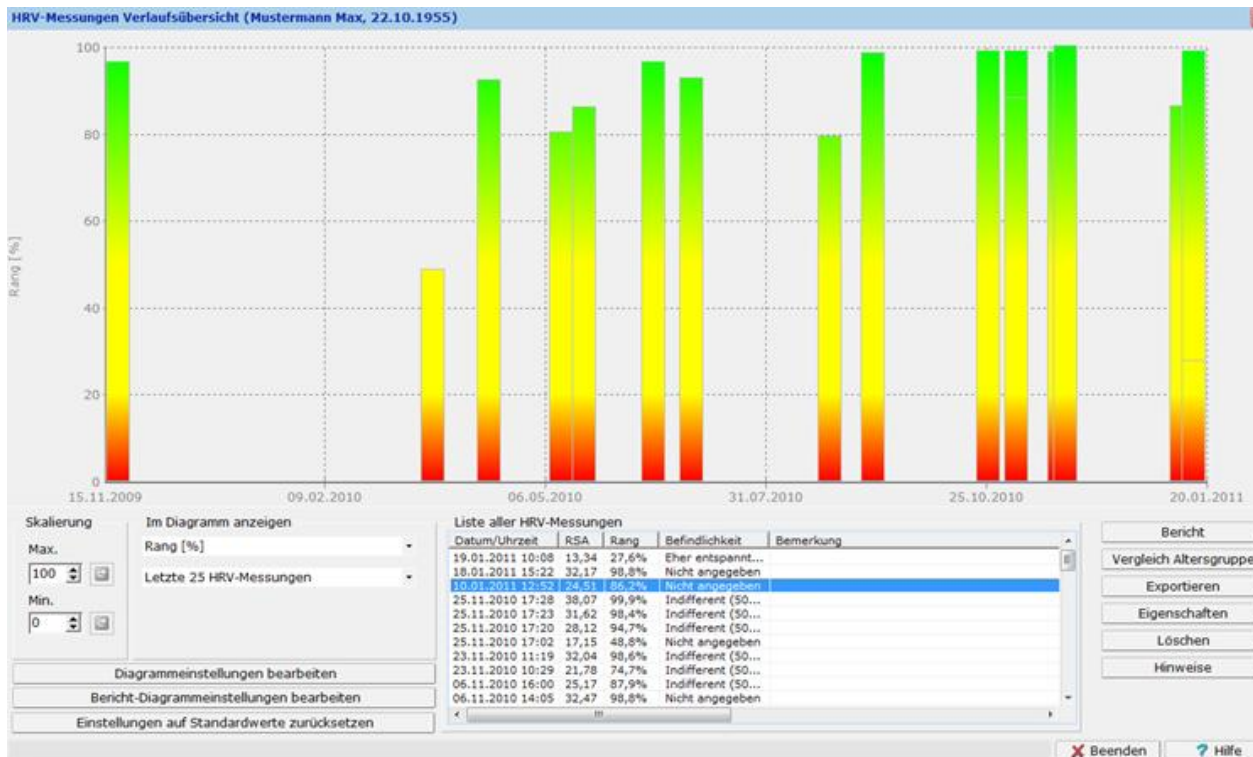 HRV-Messungen Verlaufsübersicht (Mustermann Max, 22.10.1955)
100
80
60
40
20
0
Rang [%]
15.11.2009 09.02.2010 06.05.2010 31.07.2010 25.10.2010 20.01.2011
Skalierung
Max.
100
Min.
0
Im Diagramm anzeigen
Rang [%]
Letzte 25 HRV-Messungen
Diagrammeinstellungen bearbeiten
Bericht-Diagrammeinstellungen bearbeiten
Einstellungen auf Standardwerte zurücksetzen
Liste aller HRV-Messungen
Datum/Uhrzeit RSA Rang Befindlichkeit Bemerkung
19.01.2011 10:08 13,34 27,6% Eher entspannt...
18.01.2011 15:22 32,17 98,8% Nicht angegeben
10.01.2011 12:52 24,51 86,2% Nicht angegeben
25.11.2010 17:28 38,07 99,9% Indifferent (50...
25.11.2010 17:23 31,62 98,4% Indifferent (50...
25.11.2010 17:20 28,12 94,7% Indifferent (50...
25.11.2010 17:02 17,15 48,8% Nicht angegeben
23.11.2010 11:19 32,04 98,6% Indifferent (50...
23.11.2010 10:29 21,78 74,7% Indifferent (50...
06.11.2010 16:00 25,17 87,9% Indifferent (50...
06.11.2010 14:05 32,47 98,8% Nicht angegeben
Bericht
Vergleich Altersgruppe
Exportieren
Eigenschaften
Löschen
Hinweise
Beenden
? Hilfe